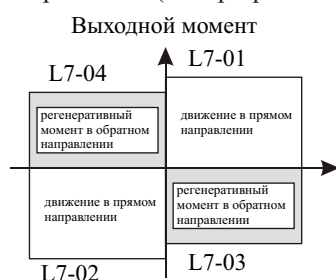 Выходной момент
L7-04
L7-01
регенеративный
момент в обратном
направлении
движение в прямом
направлении
движение в прямом
направлении
регенеративный
момент в обратном
направлении
L7-02
L7-03